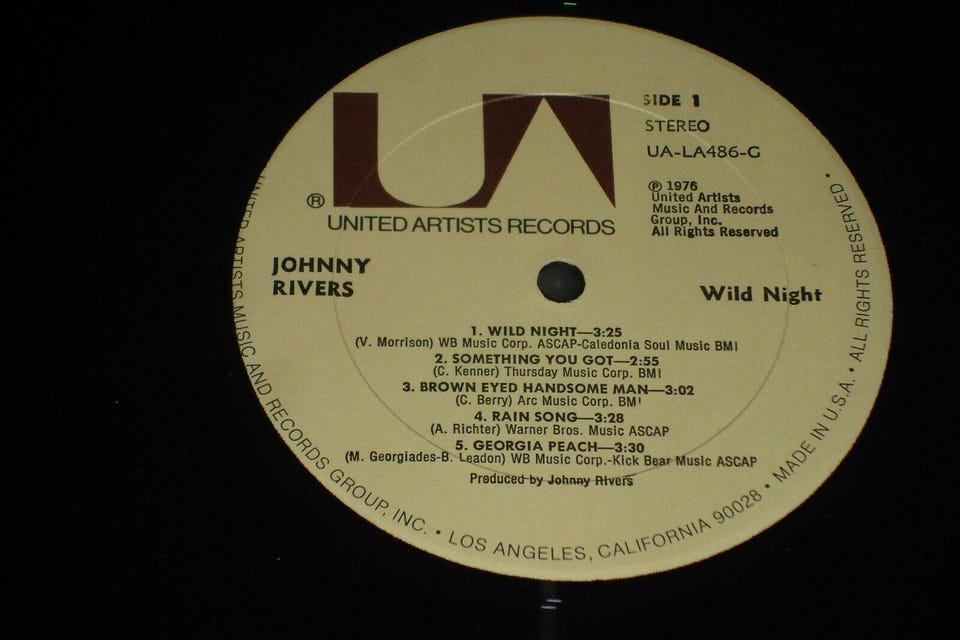 UA
® UNITED ARTISTS RECORDS
SIDE 1
STEREO
UA-LA486-G
℗ 1976
United Artists
Music And Records
Group, Inc.
All Rights Reserved
JOHNNY
RIVERS
Wild Night
1. WILD NIGHT—3:25
(V. Morrison) WB Music Corp. ASCAP-Caledonia Soul Music BMI
2. SOMETHING YOU GOT—2:55
(C. Kenner) Thursday Music Corp. BMI
3. BROWN EYED HANDSOME MAN—3:02
(C. Berry) Arc Music Corp. BMI
4. RAIN SONG—3:28
(A. Richter) Warner Bros. Music ASCAP
5. GEORGIA PEACH—3:30
(M. Georgiades-B. Leadon) WB Music Corp.-Kick Bear Music ASCAP
Produced by Johnny Rivers
UNITED ARTISTS MUSIC AND RECORDS GROUP, INC. • LOS ANGELES, CALIFORNIA 90028 • MADE IN U.S.A. • ALL RIGHTS RESERVED •